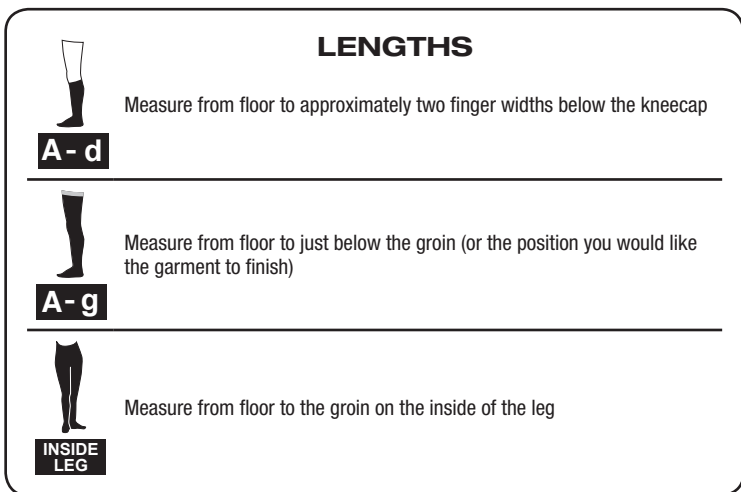 LENGTHS
Measure from floor to approximately two finger widths below the kneecap
A - d
Measure from floor to just below the groin (or the position you would like
the garment to finish)
A - g
Measure from floor to the groin on the inside of the leg
INSIDE
LEG